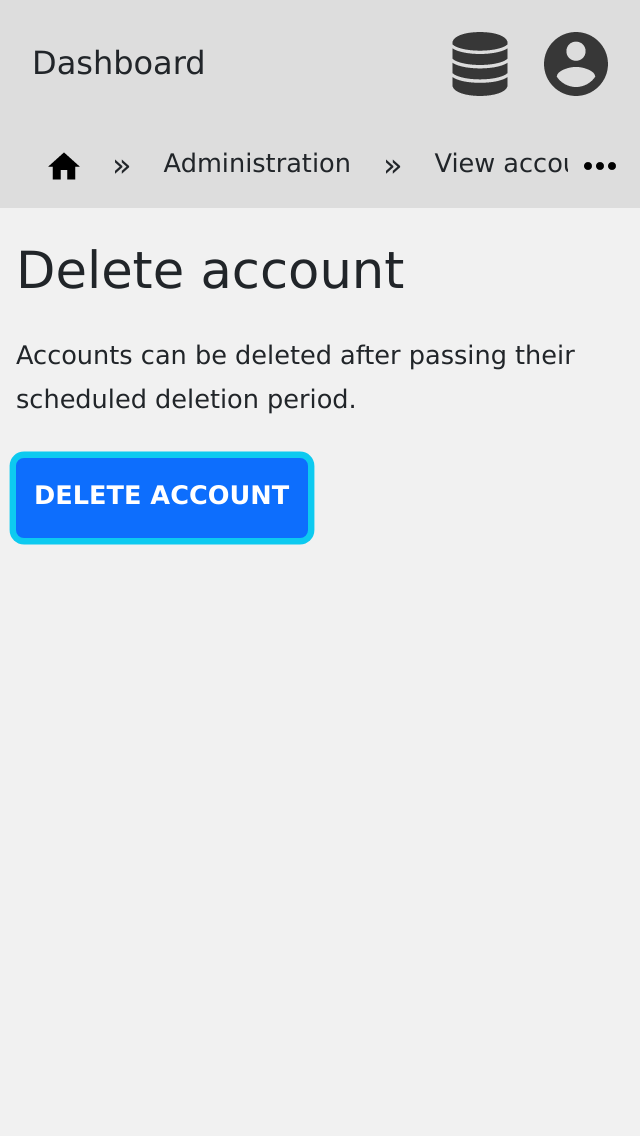 Dashboard
» Administration » View accou
Delete account
Accounts can be deleted after passing their
scheduled deletion period.
DELETE ACCOUNT